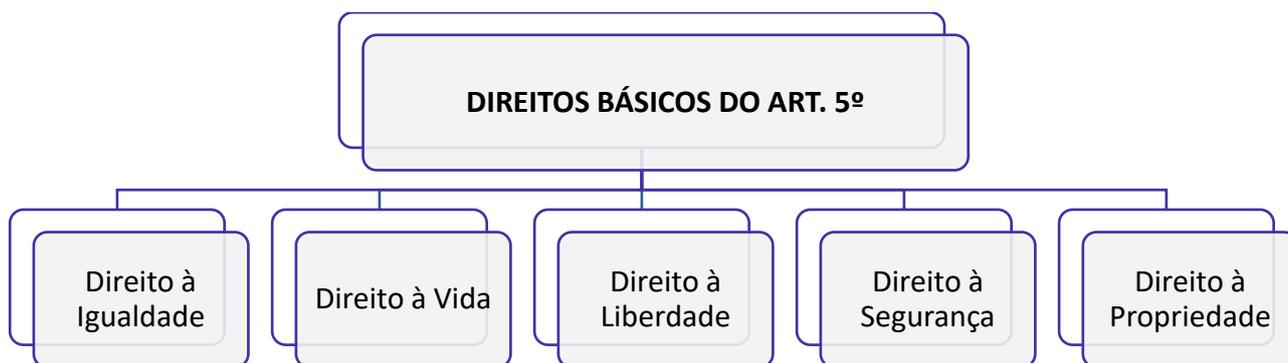 DIREITOS BÁSICOS DO ART. 5º
Direito à
Igualdade
Direito à Vida
Direito à
Liberdade
Direito à
Segurança
Direito à
Propriedade